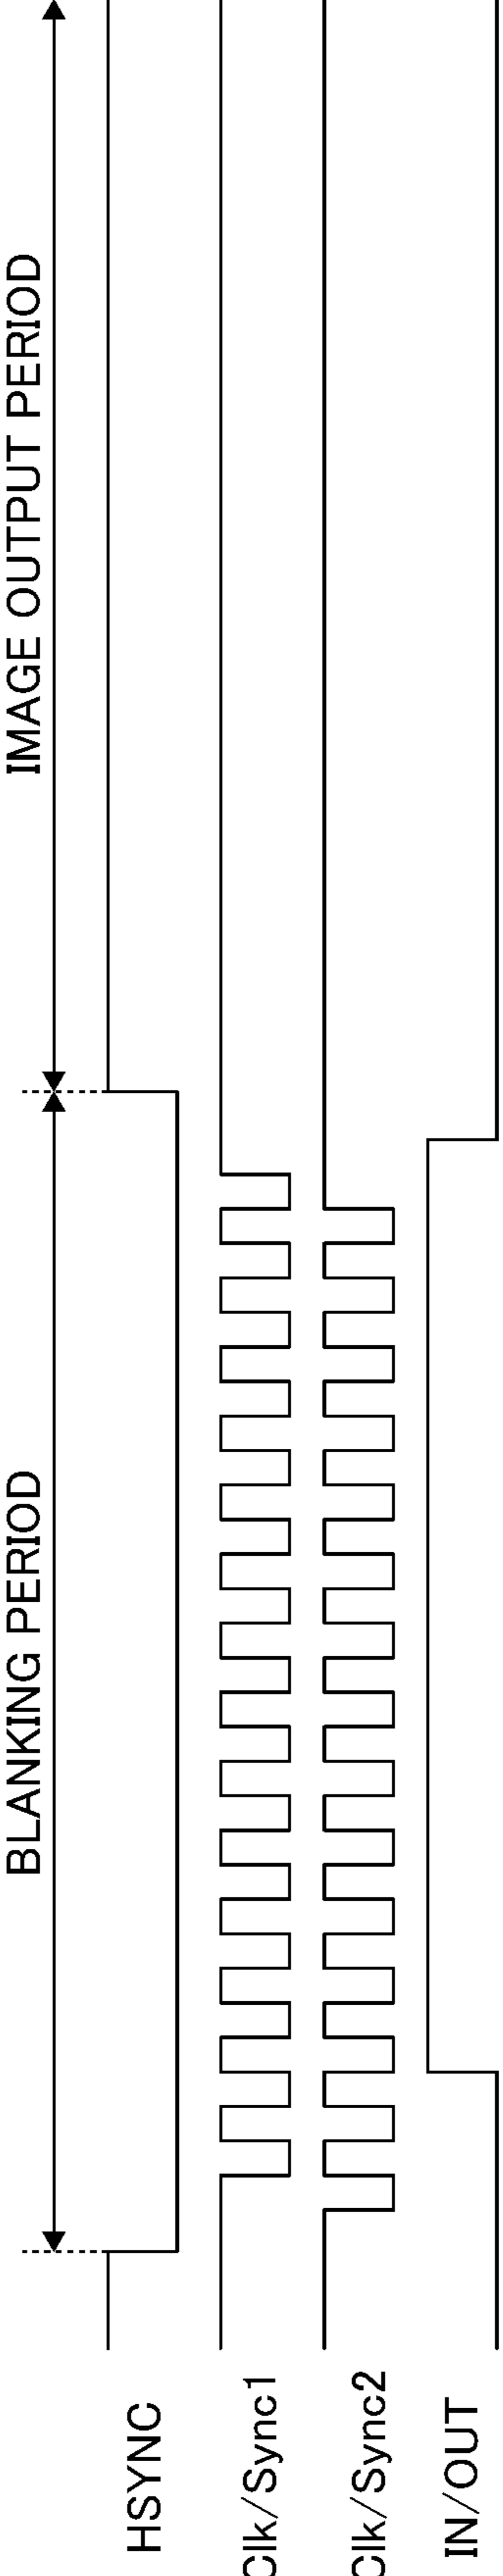 BLANKING PERIOD
IMAGE OUTPUT PERIOD
HSYNC
Clk/Sync1
Clk/Sync2
IN/OUT